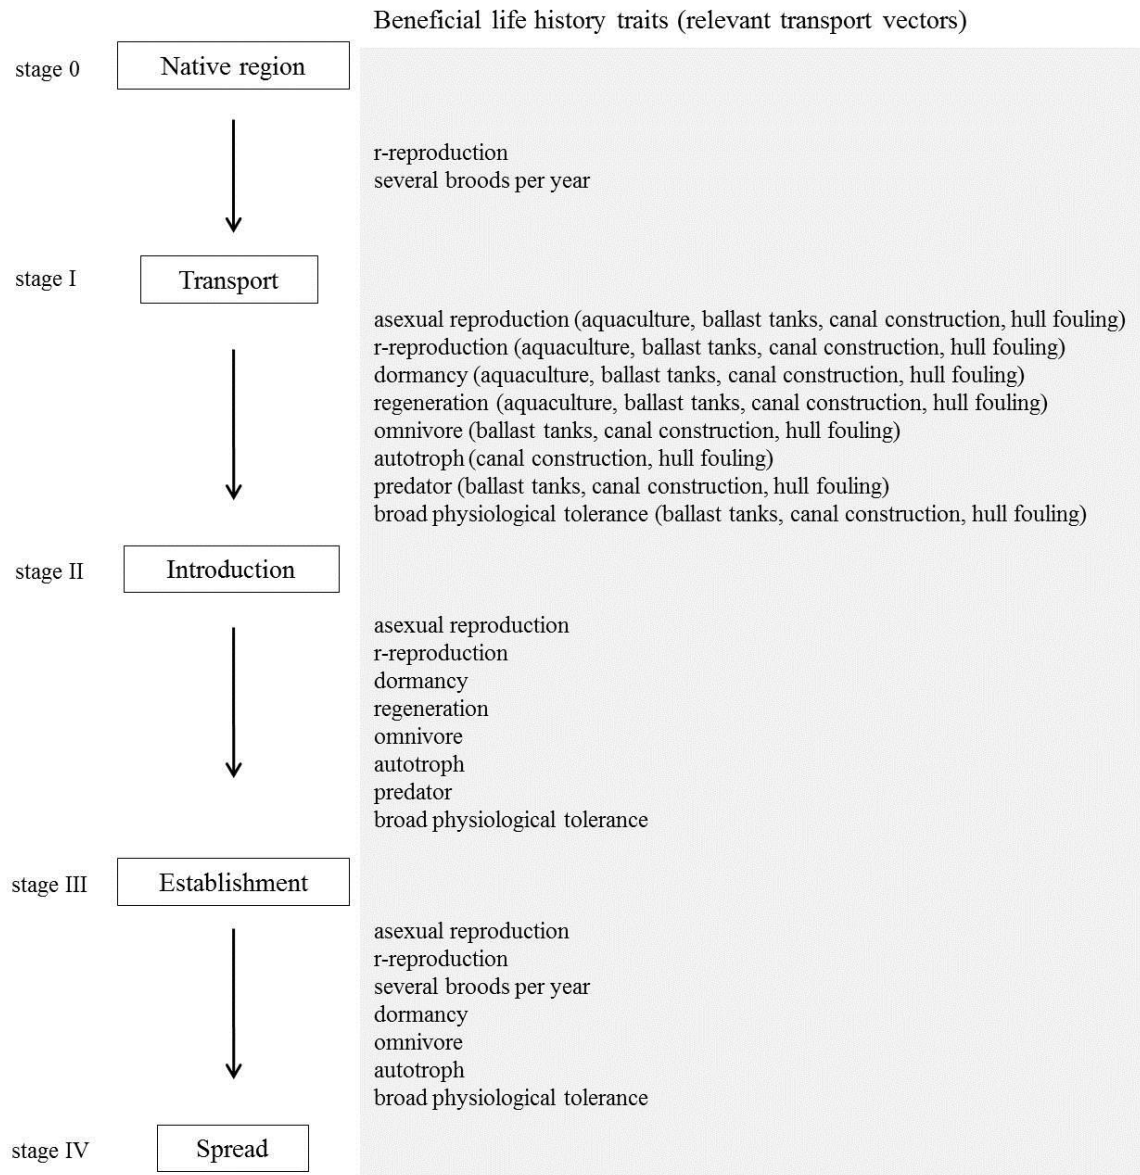 Beneficial life history traits (relevant transport vectors)
stage 0
Native region
r-reproduction
several broods per year
stage I
Transport
asexual reproduction (aquaculture, ballast tanks, canal construction, hull fouling)
r-reproduction (aquaculture, ballast tanks, canal construction, hull fouling)
dormancy (aquaculture, ballast tanks, canal construction, hull fouling)
regeneration (aquaculture, ballast tanks, canal construction, hull fouling)
omnivore (ballast tanks, canal construction, hull fouling)
autotroph (canal construction, hull fouling)
predator (ballast tanks, canal construction, hull fouling)
broad physiological tolerance (ballast tanks, canal construction, hull fouling)
stage II
Introduction
asexual reproduction
r-reproduction
dormancy
regeneration
omnivore
autotroph
predator
broad physiological tolerance
stage III
Establishment
asexual reproduction
r-reproduction
several broods per year
dormancy
omnivore
autotroph
broad physiological tolerance
stage IV
Spread